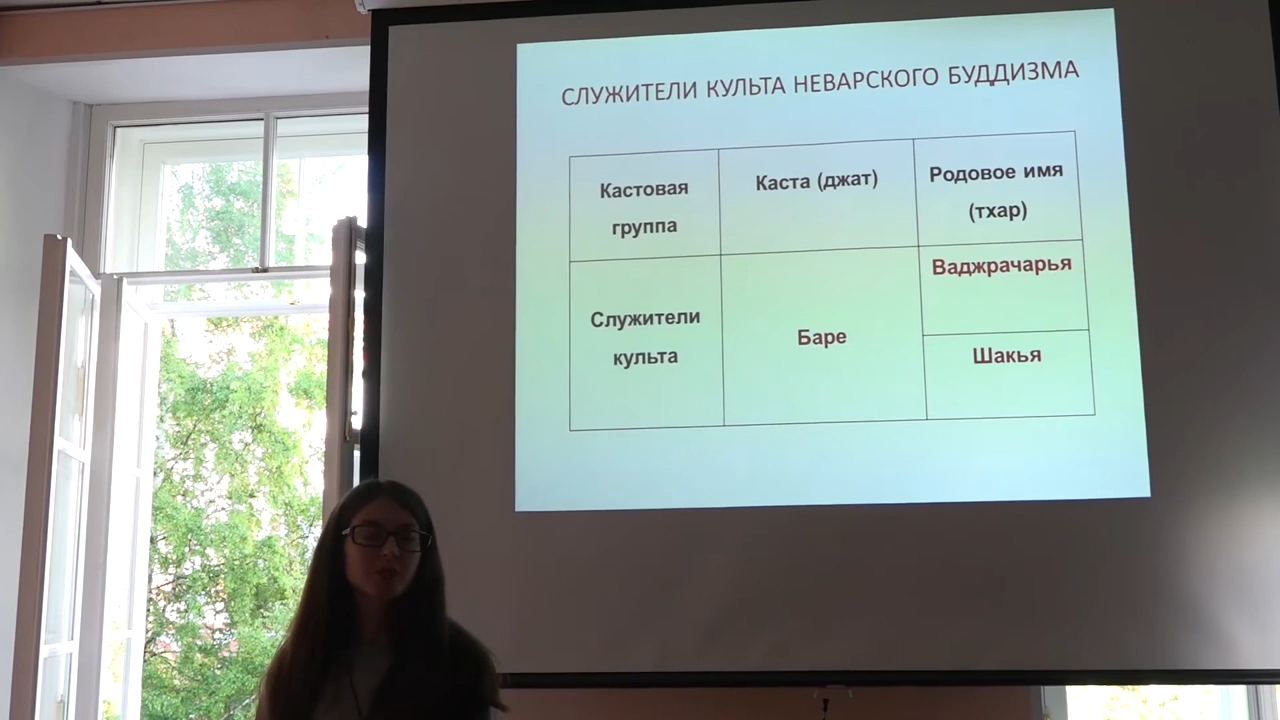 СЛУЖИТЕЛИ КУЛЬТА НЕВАРСКОГО БУДДИЗМА
Кастовая
группа
Каста (джат)
Родовое имя
(тхар)
Служители
культа
Баре
Ваджрачарья
Шакья